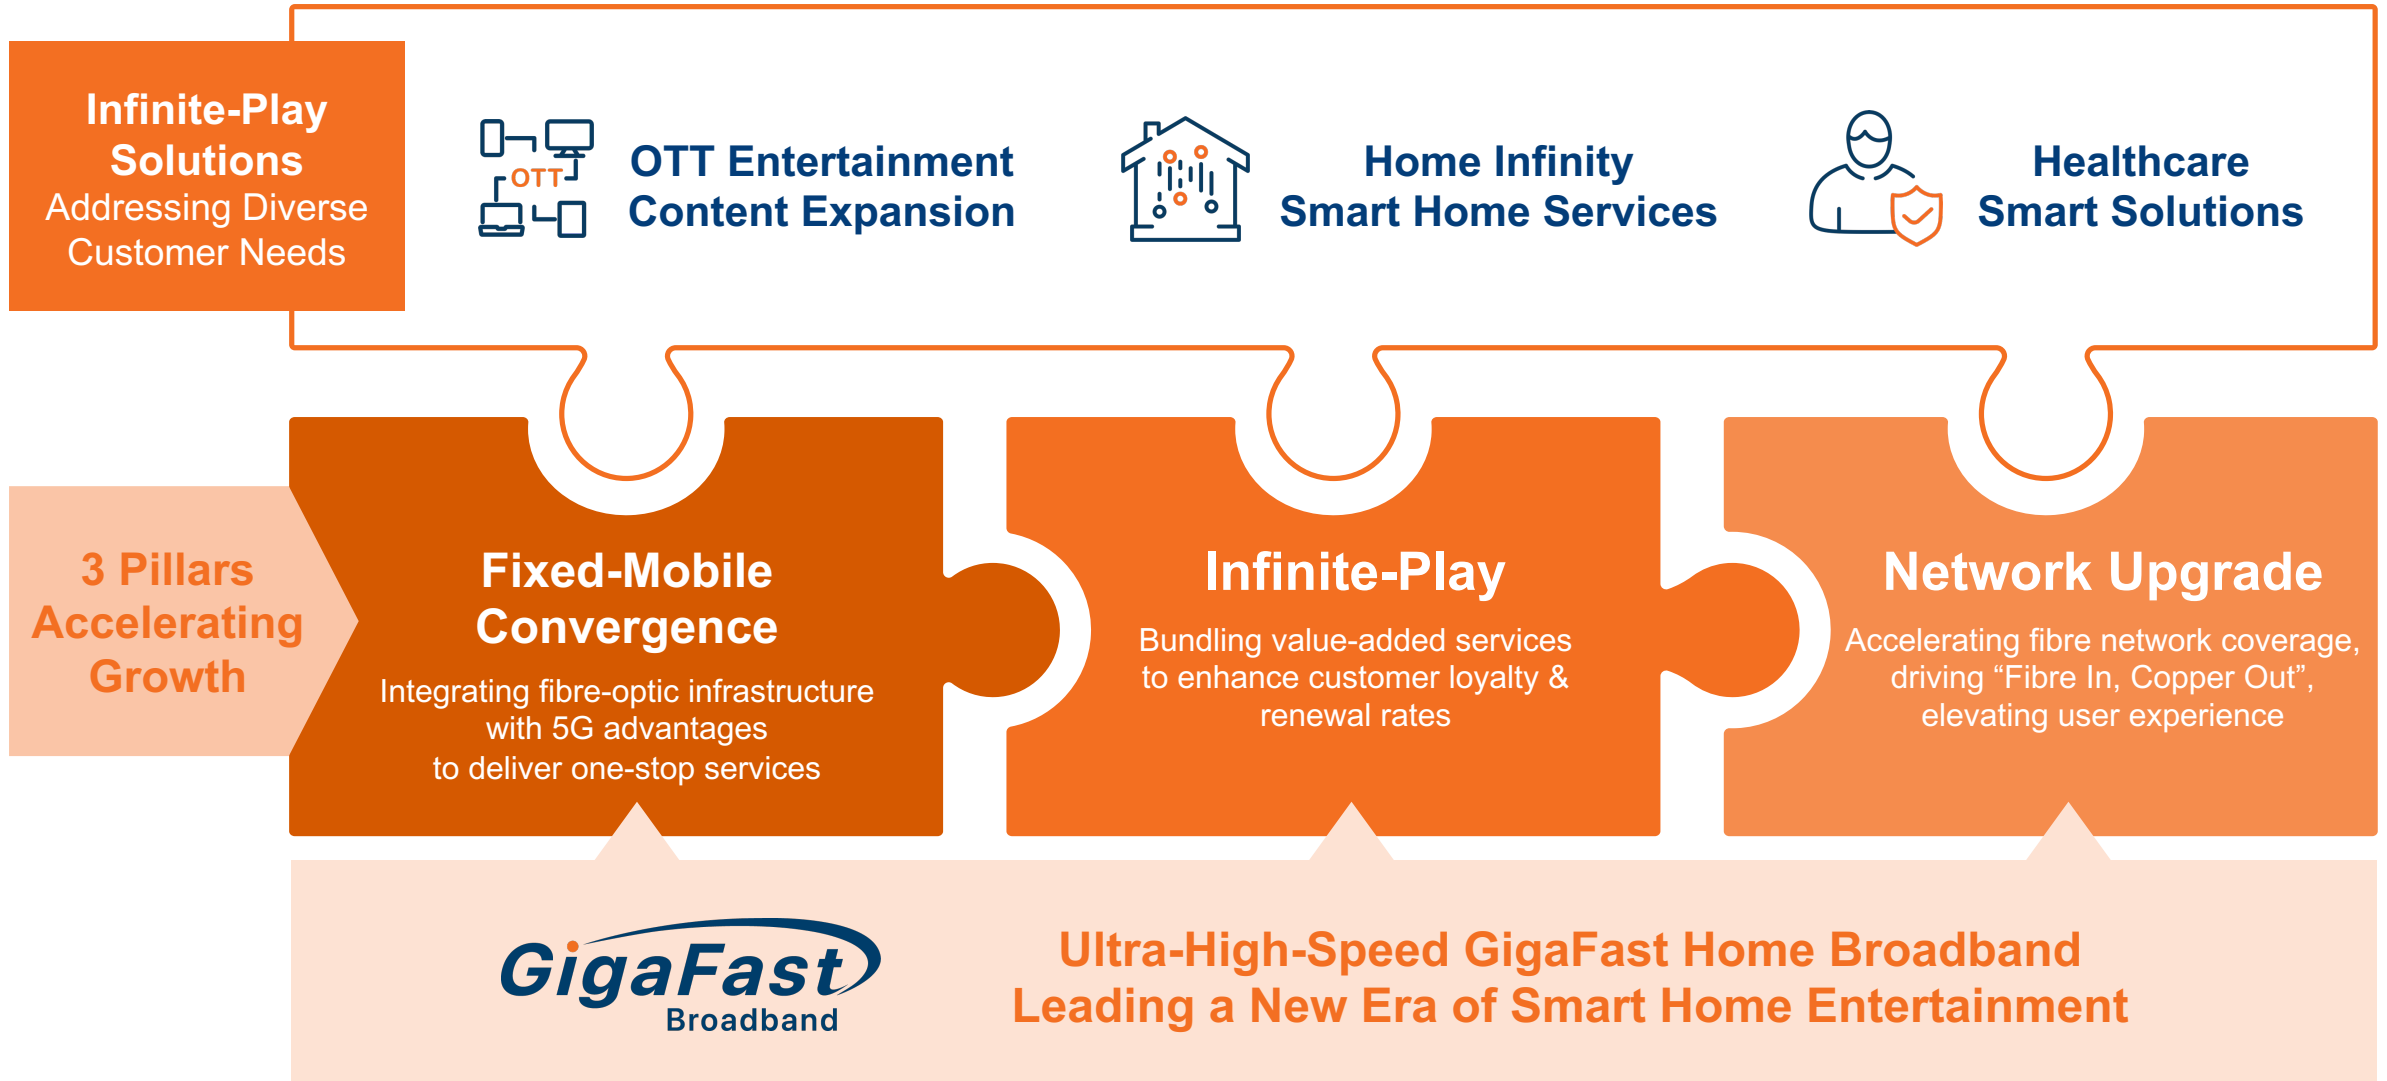 Infinite-Play
Solutions
Addressing Diverse
Customer Needs
OTT
OTT Entertainment
Content Expansion
Home Infinity
Smart Home Services
Healthcare
Smart Solutions
3 Pillars
Accelerating
Growth
Fixed-Mobile
Convergence
Integrating fibre-optic infrastructure
with 5G advantages
to deliver one-stop services
Infinite-Play
Bundling value-added services
to enhance customer loyalty &
renewal rates
Network Upgrade
Accelerating fibre network coverage,
driving “Fibre In, Copper Out”,
elevating user experience
GigaFast
Broadband
Ultra-High-Speed GigaFast Home Broadband
Leading a New Era of Smart Home Entertainment